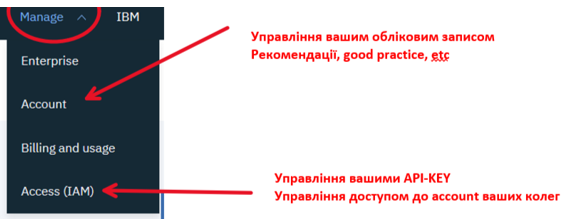 Manage IBM
Управління вашим обліковим записом
Рекомендації, good practice, etc
Enterprise
Account
Billing and usage
Управління вашими API-KEY
Access (IAM)
Управління доступом до account ваших колег